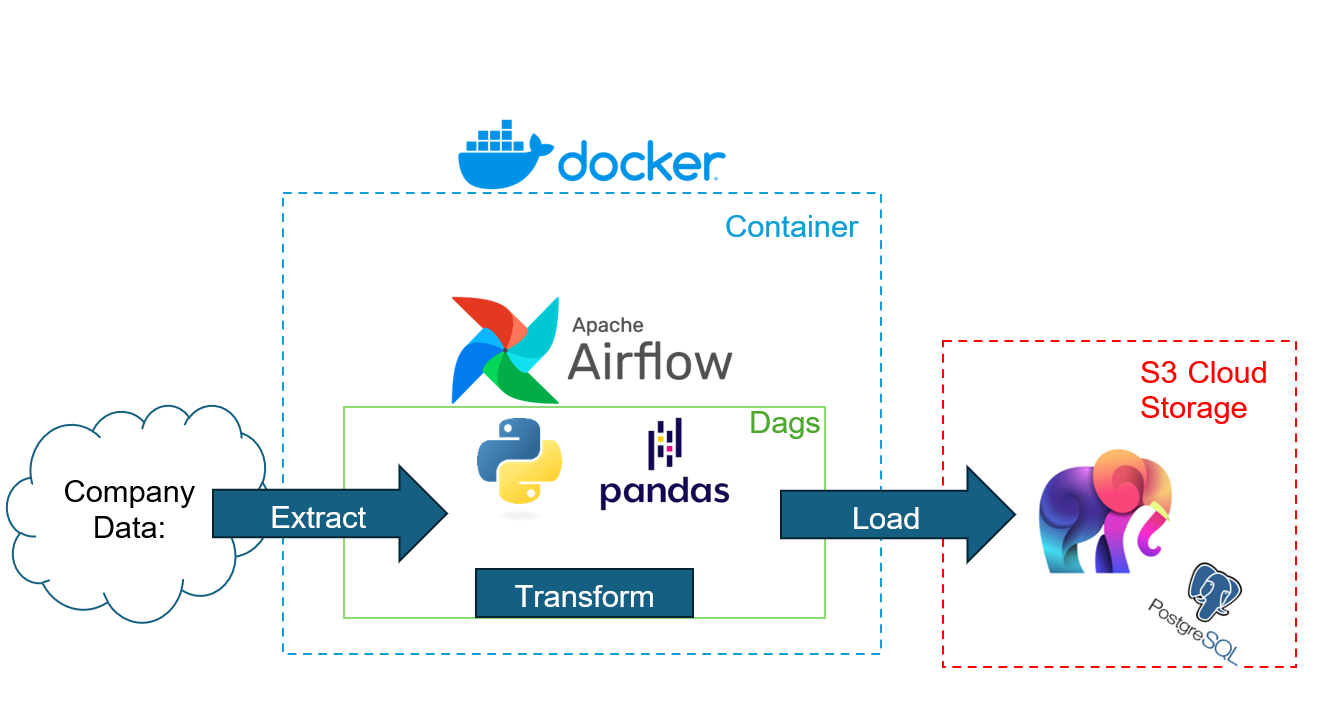 docker
Container
Apache
Airflow
Dags
S3 Cloud
Storage
Company
Data:
Extract
pandas
Load
Transform
PostgreSQL